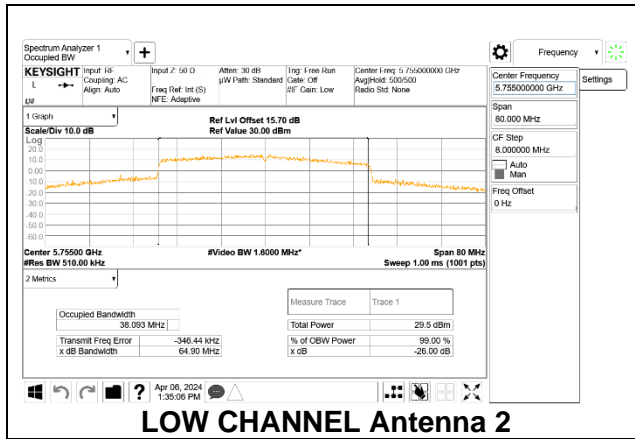 Spectrum Analyzer 1
Occupied BW
Frequency
KEYSIGHT
L
Input: RF
Coupling: AC
Align: Auto
Input Z: 50 Ω
Freq Ref: Int (S)
NFE: Adaptive
Atten: 30 dB
µW Path: Standard
Trig: Free Run
Gate: Off
#IF Gain: Low
Center Freq: 5.755000000 GHz
Avg|Hold: 500/500
Radio Std: None
Center Frequency
5.755000000 GHz
Settings
Span
80.000 MHz
CF Step
8.000000 MHz
Auto
Man
Freq Offset
0 Hz
1 Graph
Scale/Div 10.0 dB
Ref Lvl Offset 15.70 dB
Ref Value 30.00 dBm
Log
20.0
10.0
0.00
-10.0
-20.0
-30.0
-40.0
-50.0
-60.0
Center 5.75500 GHz
#Video BW 1.6000 MHz*
Span 80 MHz
#Res BW 510.00 kHz
Sweep 1.00 ms (1001 pts)
2 Metrics
Measure Trace Trace 1
Occupied Bandwidth
38.093 MHz
Total Power 29.5 dBm
Transmit Freq Error -346.44 kHz
% of OBW Power 99.00 %
x dB Bandwidth 64.90 MHz
x dB -26.00 dB
Apr 06, 2024
1:35:06 PM
LOW CHANNEL Antenna 2